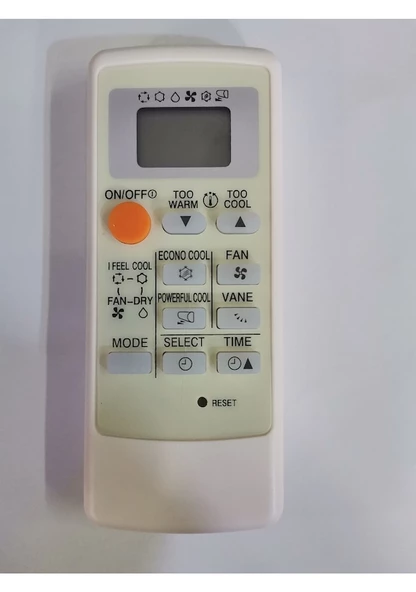 ON/OFF
TOO WARM
TOO COOL
ECONO COOL
FAN
I FEEL COOL
FAN-DRY
POWERFUL COOL
VANE
MODE
SELECT
TIME
RESET